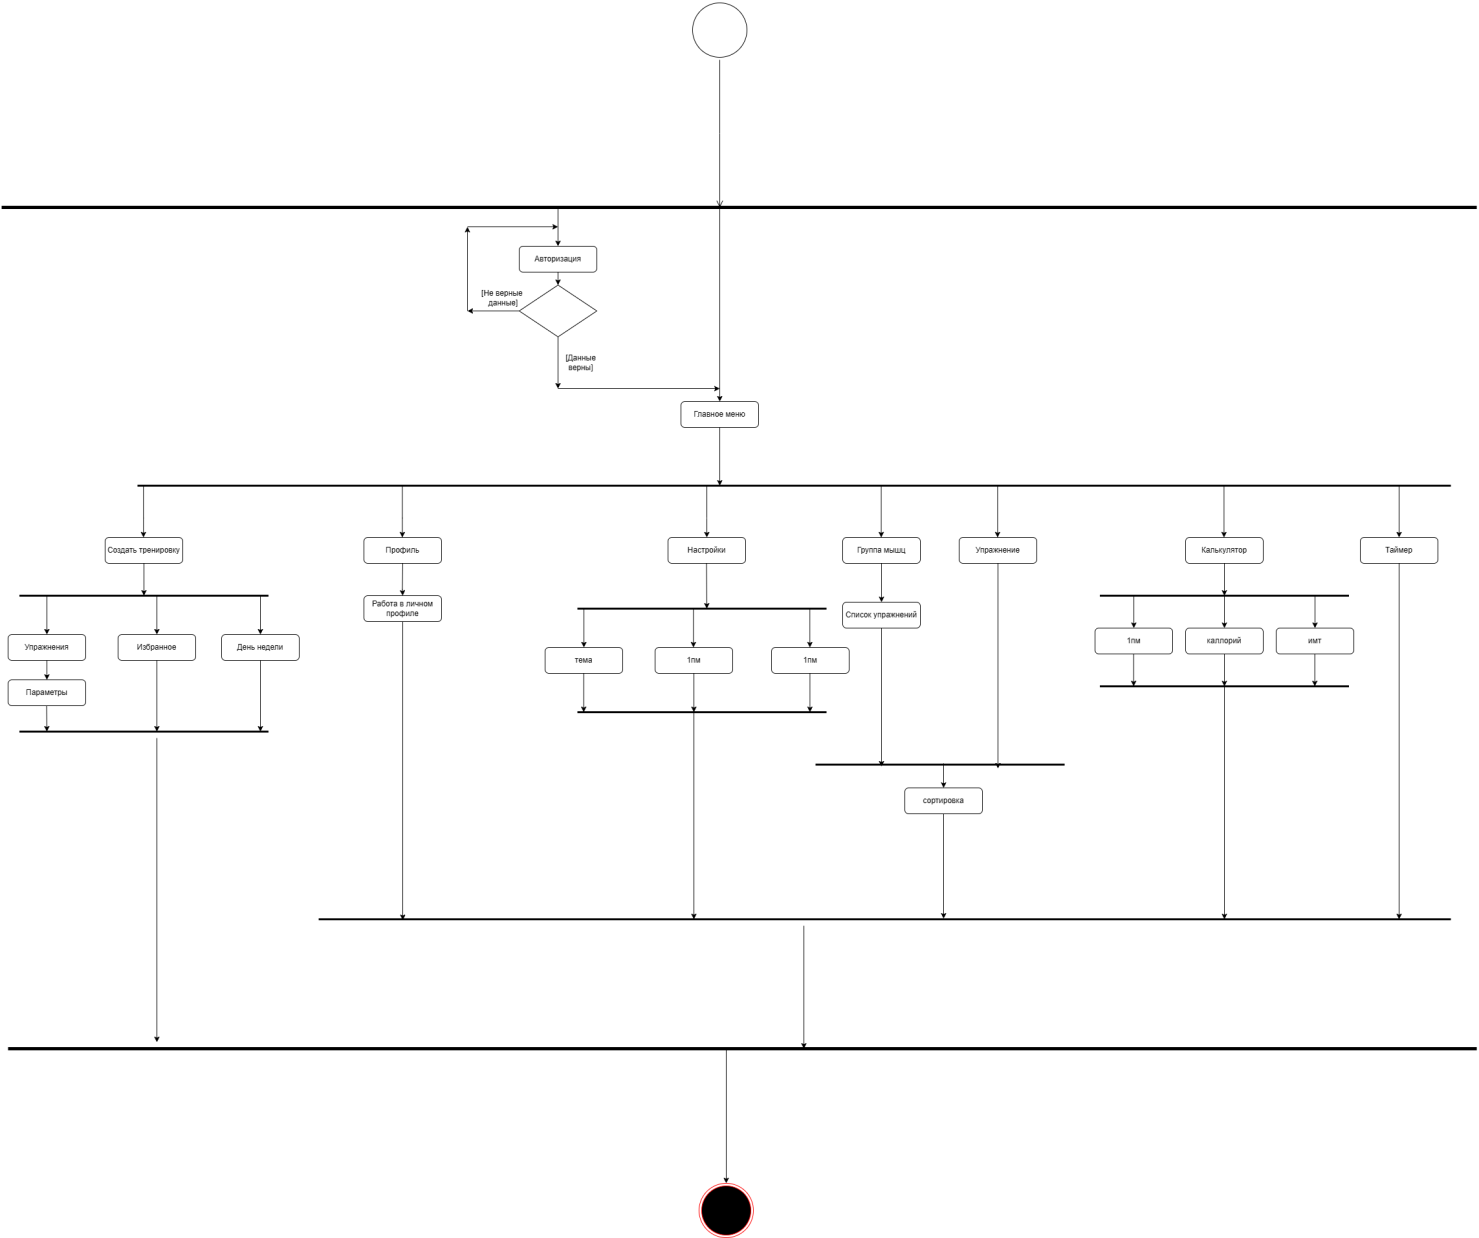 Авторизация
[Не верные
данные]
[Данные
верны]
Главное меню
Создать тренировку
Профиль
Настройки
Группа мышц
Упражнение
Калькулятор
Таймер
Работа в личном
профиле
Список упражнений
Упражнения
Избранное
День недели
тема
1пм
1пм
1пм
каллорий
имт
Параметры
сортировка